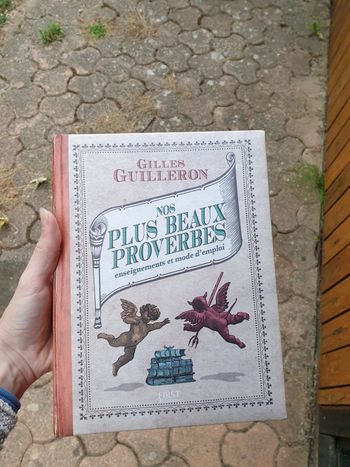 GILLES
GUILLERON
NOS
PLUS BEAUX
PROVERBES
enseignements et mode d'emploi
FIRST